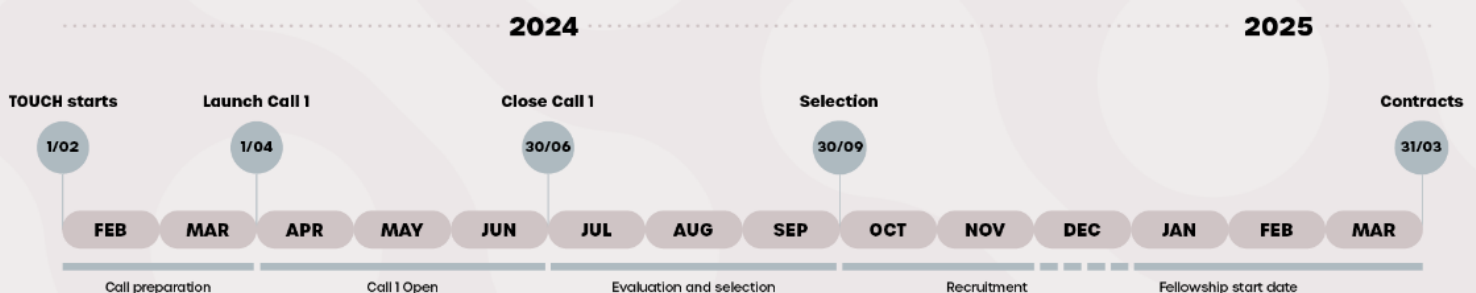 2024 2025
TOUCH starts Launch Call 1 Close Call 1 Selection Contracts
1/02 1/04 30/06 30/09 31/03
FEB MAR APR MAY JUN JUL AUG SEP OCT NOV DEC JAN FEB MAR
Call preparation Call 1 Open Evaluation and selection Recruitment Fellowship start date